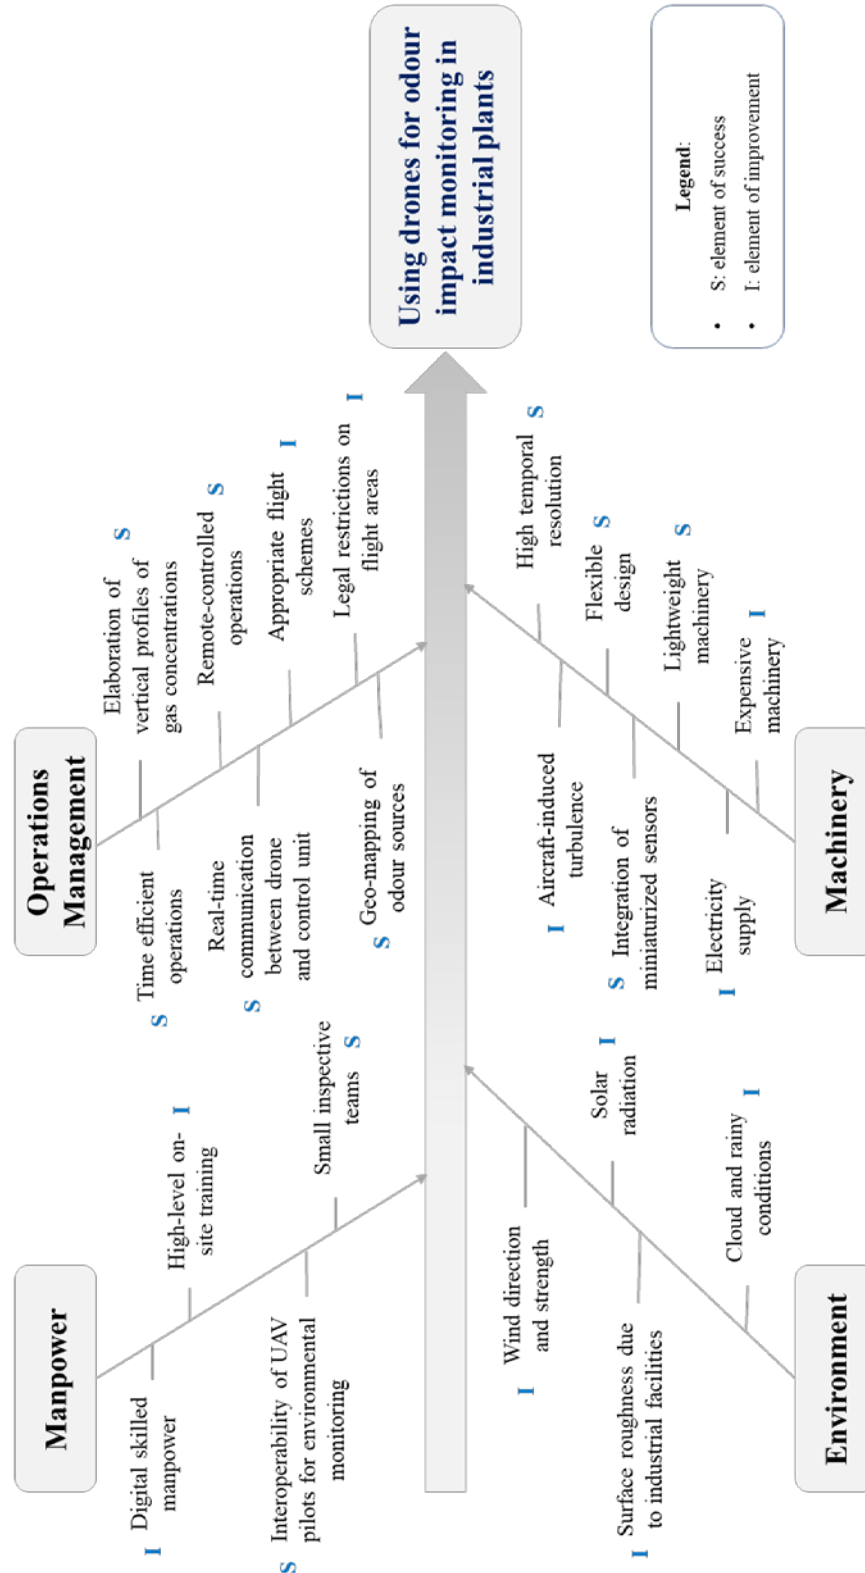 Manpower
I
Digital skilled
manpower
High-level on-
site training
I
S
Interoperability of UAV
pilots for environmental
monitoring
Small inspective
teams
S
Operations
Management
Time efficient
operations
S
Elaboration of
vertical profiles of
gas concentrations
S
Remote-controlled
operations
S
Real-time
communication
between drone
and control unit
S
Appropriate flight
schemes
I
Legal restrictions on
flight areas
I
Geo-mapping of
odour sources
S
Using drones for odour
impact monitoring in
industrial plants
Wind direction
and strength
I
Solar
radiation
I
Surface roughness due
to industrial facilities
I
Cloud and rainy
conditions
I
Environment
High temporal
resolution
S
Aircraft-induced
turbulence
I
Flexible
design
S
S
Integration of
miniaturized sensors
Lightweight
machinery
S
Electricity
supply
I
Expensive
machinery
I
Machinery
Legend:
• S: element of success
• I: element of improvement